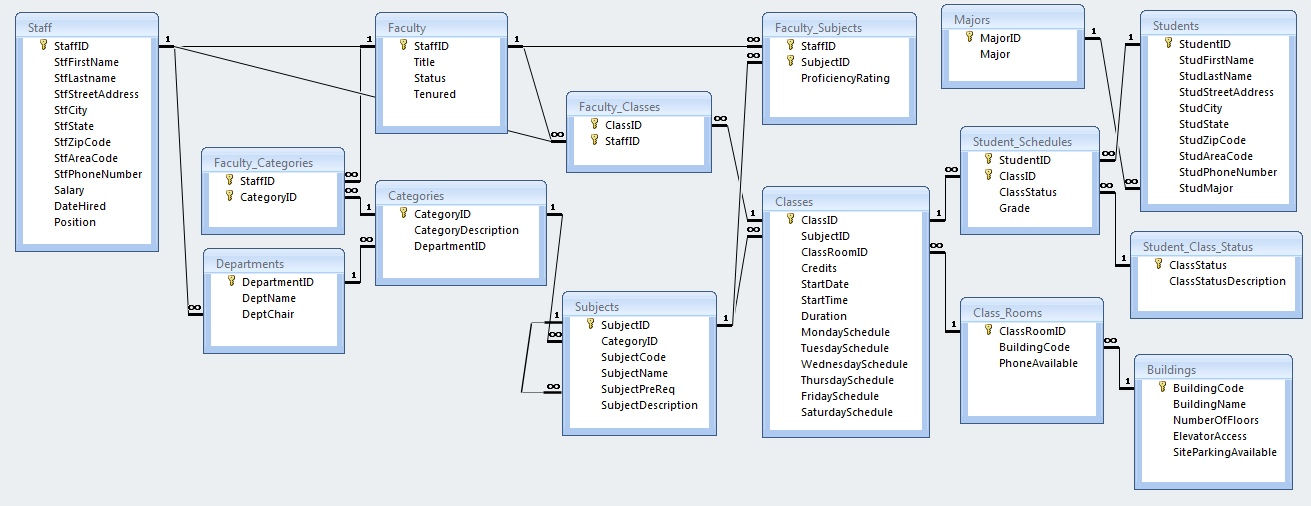 Staff
StaffID
StfFirstName
StfLastname
StfStreetAddress
StfCity
StfState
StfZipCode
StfAreaCode
StfPhoneNumber
Salary
DateHired
Position
1
Faculty_Categories
StaffID
CategoryID
∞
∞
Departments
DepartmentID
DeptName
DeptChair
∞
1
Faculty
StaffID
Title
Status
Tenured
1
1
Categories
CategoryID
CategoryDescription
DepartmentID
1
∞
1
Faculty_Classes
ClassID
StaffID
∞
∞
Subjects
SubjectID
CategoryID
SubjectCode
SubjectName
SubjectPreReq
SubjectDescription
1
∞
∞
1
Faculty_Subjects
StaffID
SubjectID
ProficiencyRating
∞
∞
Classes
ClassID
SubjectID
ClassRoomID
Credits
StartDate
StartTime
Duration
MondaySchedule
TuesdaySchedule
WednesdaySchedule
ThursdaySchedule
FridaySchedule
SaturdaySchedule
1
∞
1
∞
Majors
MajorID
Major
1
Student_Schedules
StudentID
ClassID
ClassStatus
Grade
∞
∞
∞
Class_Rooms
ClassRoomID
BuildingCode
PhoneAvailable
1
∞
Students
StudentID
StudFirstName
StudLastName
StudStreetAddress
StudCity
StudState
StudZipCode
StudAreaCode
StudPhoneNumber
StudMajor
1
∞
Student_Class_Status
ClassStatus
ClassStatusDescription
1
Buildings
BuildingCode
BuildingName
NumberOfFloors
ElevatorAccess
SiteParkingAvailable
1